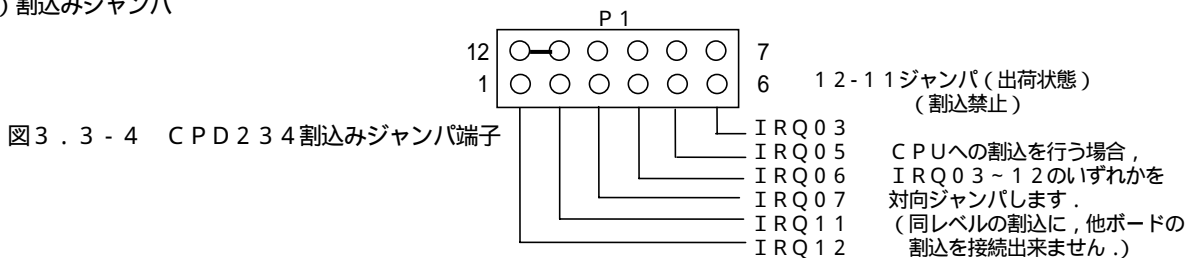 ）割込みジャンパ
Ｐ１
12
7
1
6
１２-１１ジャンパ（出荷状態）
（割込禁止）
図３．３-４　ＣＰＤ２３４割込みジャンパ端子
ＩＲＱ０３
ＩＲＱ０５
ＩＲＱ０６
ＩＲＱ０７
ＩＲＱ１１
ＩＲＱ１２
ＣＰＵへの割込を行う場合，
ＩＲＱ０３～１２のいずれかを
対向ジャンパします．
（同レベルの割込に，他ボードの
割込を接続出来ません．）